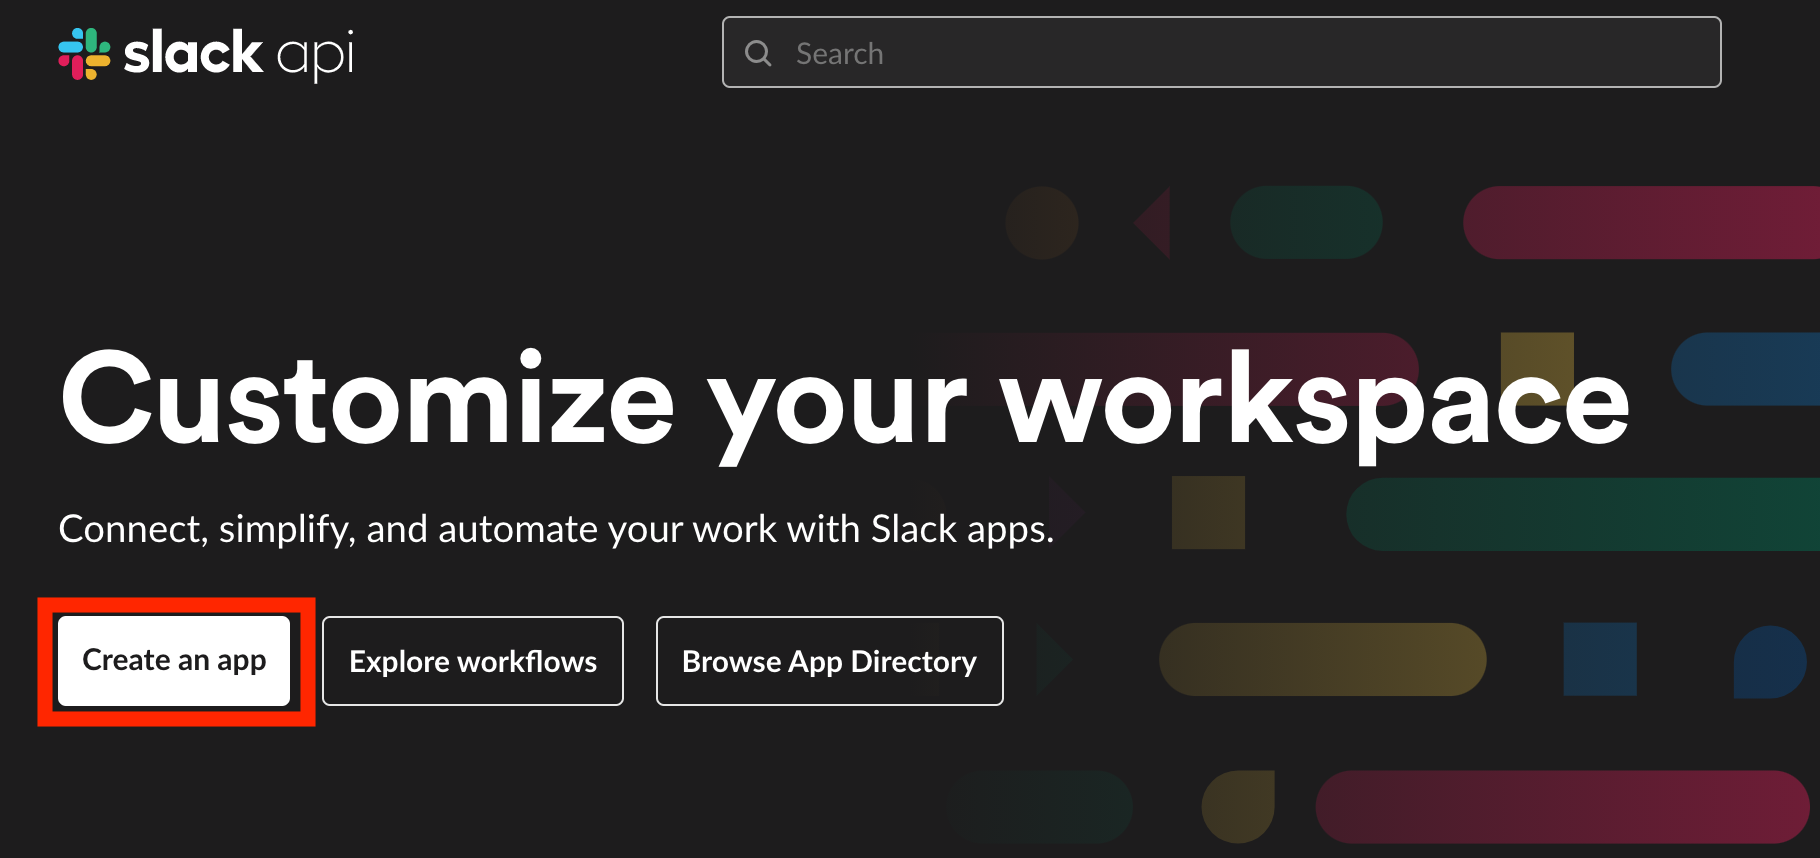 slack api
Search
Customize your workspace
Connect, simplify, and automate your work with Slack apps.
Create an app
Explore workflows
Browse App Directory